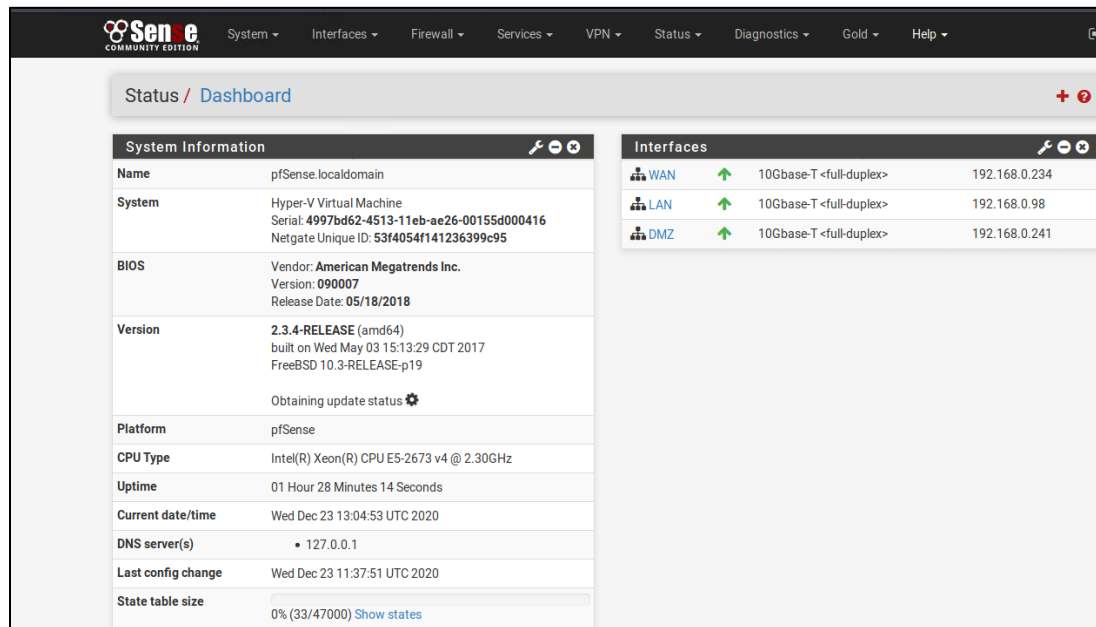 Sense
COMMUNITY EDITION
System Interfaces Firewall Services VPN Status Diagnostics Gold Help
Status / Dashboard
System Information
Name pfSense.localdomain
System Hyper-V Virtual Machine
Serial: 4997bd62-4513-11eb-ae26-00155d000416
Netgate Unique ID: 53f4054f141236399c95
BIOS Vendor: American Megatrends Inc.
Version: 090007
Release Date: 05/18/2018
Version 2.3.4-RELEASE (amd64)
built on Wed May 03 15:13:29 CDT 2017
FreeBSD 10.3-RELEASE-p19
Obtaining update status
Platform pfSense
CPU Type Intel(R) Xeon(R) CPU E5-2673 v4 @ 2.30GHz
Uptime 01 Hour 28 Minutes 14 Seconds
Current date/time Wed Dec 23 13:04:53 UTC 2020
DNS server(s) • 127.0.0.1
Last config change Wed Dec 23 11:37:51 UTC 2020
State table size 0% (33/47000) Show states
Interfaces
WAN 10Gbase-T <full-duplex> 192.168.0.234
LAN 10Gbase-T <full-duplex> 192.168.0.98
DMZ 10Gbase-T <full-duplex> 192.168.0.241